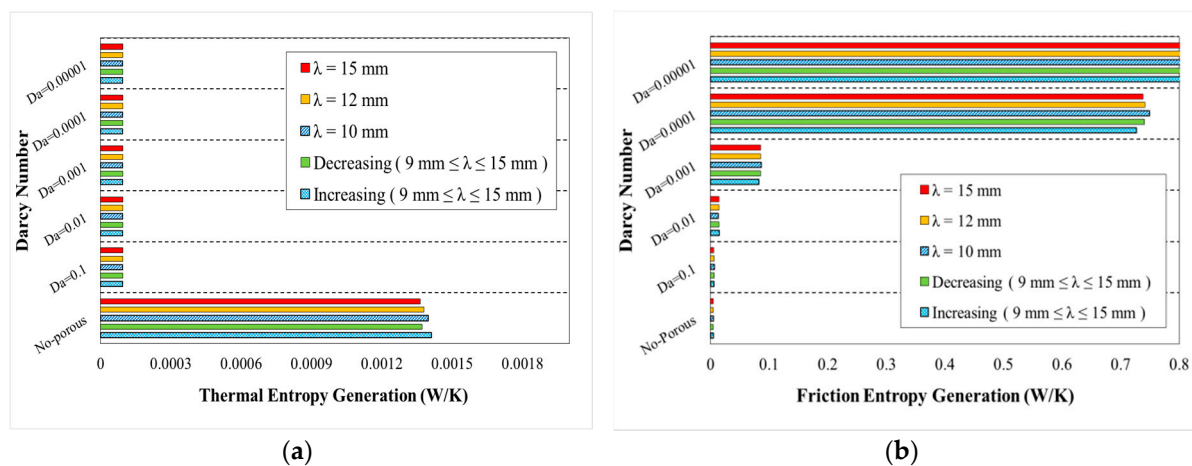 Darcy Number
Da=0.00001
Da=0.0001
Da=0.001
Da=0.01
Da=0.1
No-porous
λ = 15 mm
λ = 12 mm
λ = 10 mm
Decreasing ( 9 mm ≤ λ ≤ 15 mm )
Increasing ( 9 mm ≤ λ ≤ 15 mm )
0 0.0003 0.0006 0.0009 0.0012 0.0015 0.0018
Thermal Entropy Generation (W/K)
(a)
Darcy Number
Da=0.00001
Da=0.0001
Da=0.001
Da=0.01
Da=0.1
No-Porous
λ = 15 mm
λ = 12 mm
λ = 10 mm
Decreasing ( 9 mm ≤ λ ≤ 15 mm )
Increasing ( 9 mm ≤ λ ≤ 15 mm )
0 0.1 0.2 0.3 0.4 0.5 0.6 0.7 0.8
Friction Entropy Generation (W/K)
(b)